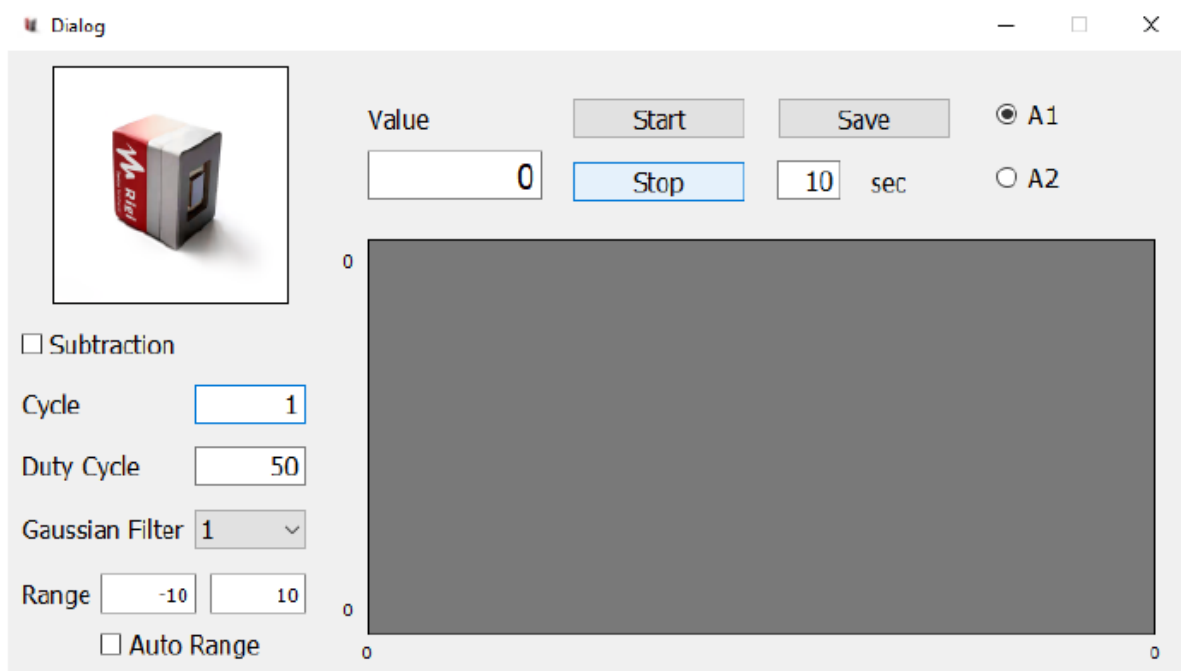 Dialog
Riel
Value
Start
Save
A1
0
Stop
10 sec
A2
Subtraction
Cycle 1
Duty Cycle 50
Gaussian Filter 1
Range -10 10
Auto Range
0
0
0 0